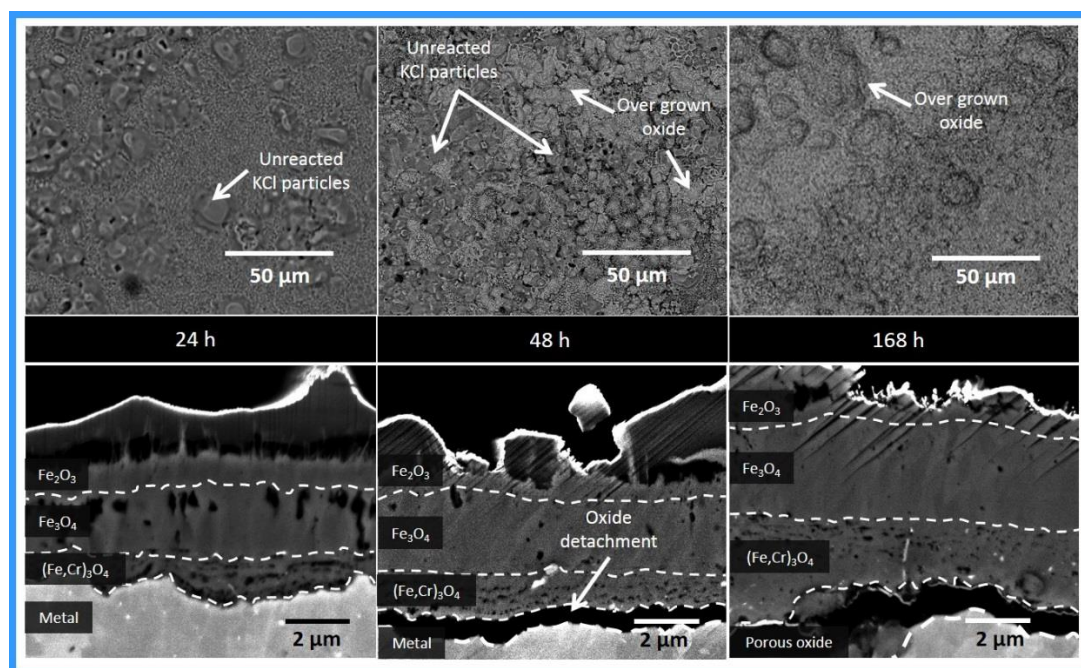 Unreacted
KCl particles
50 µm
Unreacted
KCl particles
Over grown
oxide
50 µm
Over grown
oxide
50 µm
24 h
48 h
168 h
Fe₂O₃
Fe₃O₄
(Fe,Cr)₃O₄
Metal
2 µm
Fe₂O₃
Fe₃O₄
Oxide
detachment
(Fe,Cr)₃O₄
Metal
2 µm
Fe₂O₃
Fe₃O₄
(Fe,Cr)₃O₄
Porous oxide
2 µm